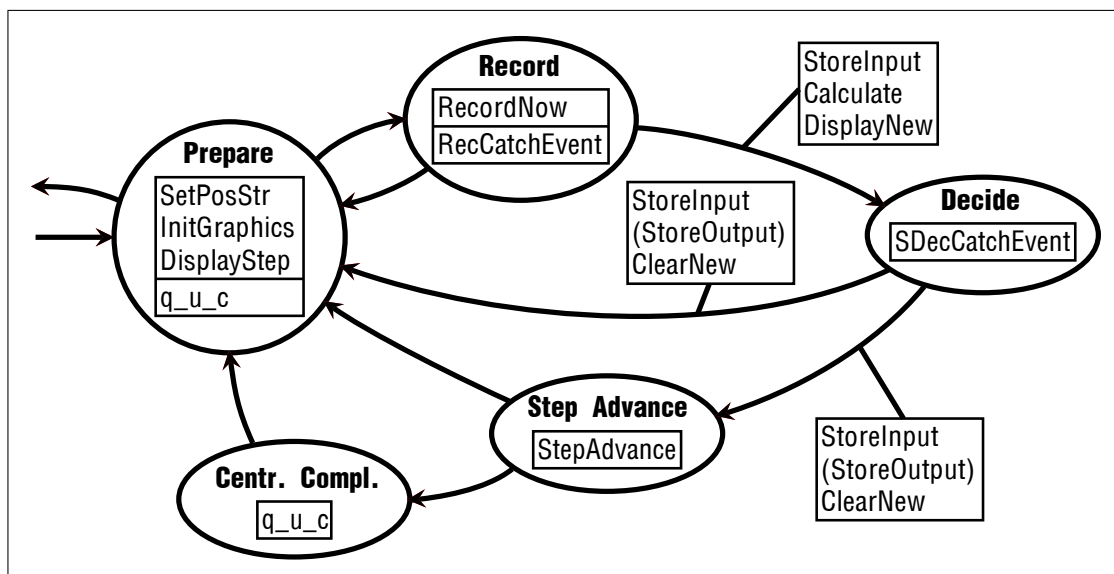 Record
RecordNow
RecCatchEvent
StoreInput
Calculate
DisplayNew
Prepare
SetPosStr
InitGraphics
DisplayStep
q_u_c
StoreInput
(StoreOutput)
ClearNew
Decide
SDecCatchEvent
Step Advance
StepAdvance
StoreInput
(StoreOutput)
ClearNew
Centr. Compl.
q_u_c